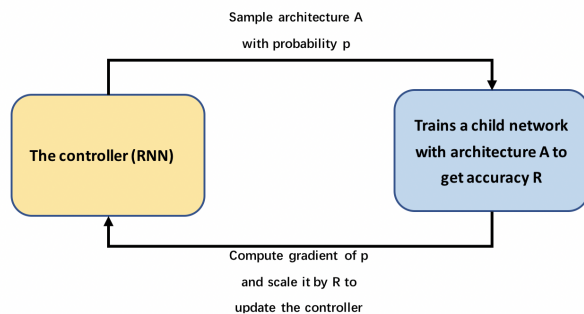 Sample architecture A
with probability p
The controller (RNN)
Trains a child network
with architecture A to
get accuracy R
Compute gradient of p
and scale it by R to
update the controller